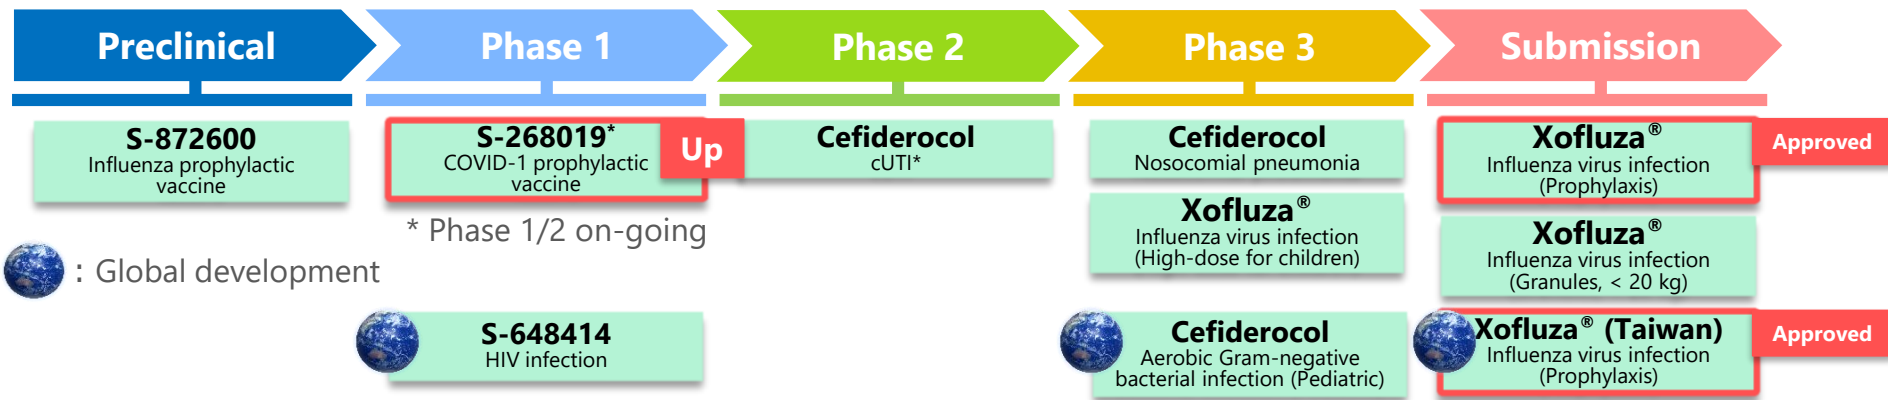 Preclinical
Phase 1
Phase 2
Phase 3
Submission
S-872600
Influenza prophylactic
vaccine
S-268019*
COVID-1 prophylactic
vaccine
Up
* Phase 1/2 on-going
Cefiderocol
cUTI*
Cefiderocol
Nosocomial pneumonia
Xofluza®
Influenza virus infection
(High-dose for children)
Xofluza®
Influenza virus infection
(Prophylaxis)
Approved
Xofluza®
Influenza virus infection
(Granules, < 20 kg)
: Global development
S-648414
HIV infection
Cefiderocol
Aerobic Gram-negative
bacterial infection (Pediatric)
Xofluza® (Taiwan)
Influenza virus infection
(Prophylaxis)
Approved